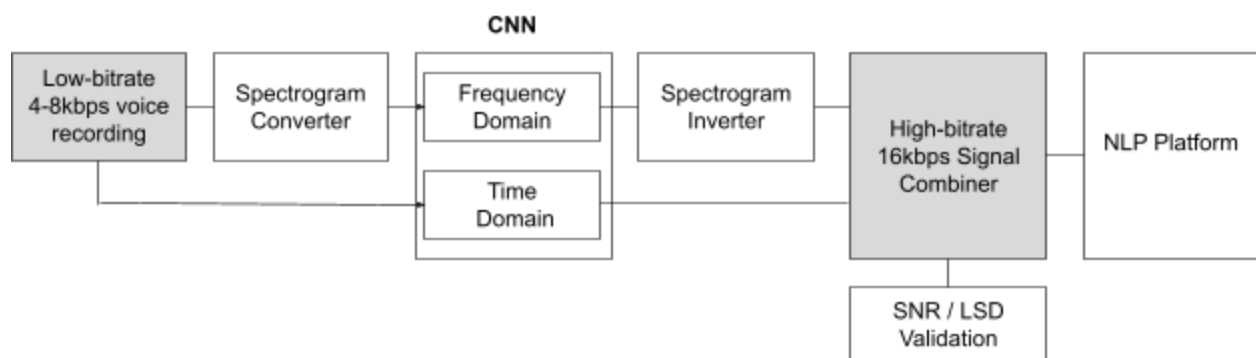 CNN
Low-bitrate
4-8kbps voice
recording
Spectrogram
Converter
Frequency
Domain
Time
Domain
Spectrogram
Inverter
High-bitrate
16kbps Signal
Combiner
NLP Platform
SNR / LSD
Validation